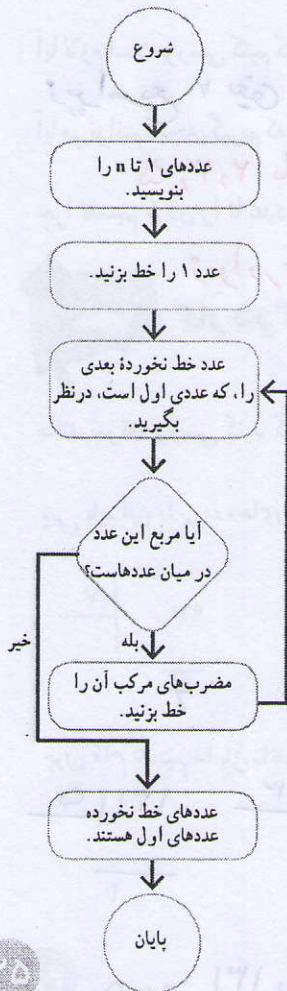 شروع
عددهای ۱ تا n را
بنویسید.
عدد ۱ را خط بزنید.
عدد خط نخوردهٔ بعدی
را، که عددی اول است، درنظر
بگیرید.
آیا مربع این عدد
در میان عددهاست؟
خیر
بله
مضرب‌های مرکب آن را
خط بزنید.
عددهای خط نخورده
عددهای اول هستند.
پایان
۱۳۱